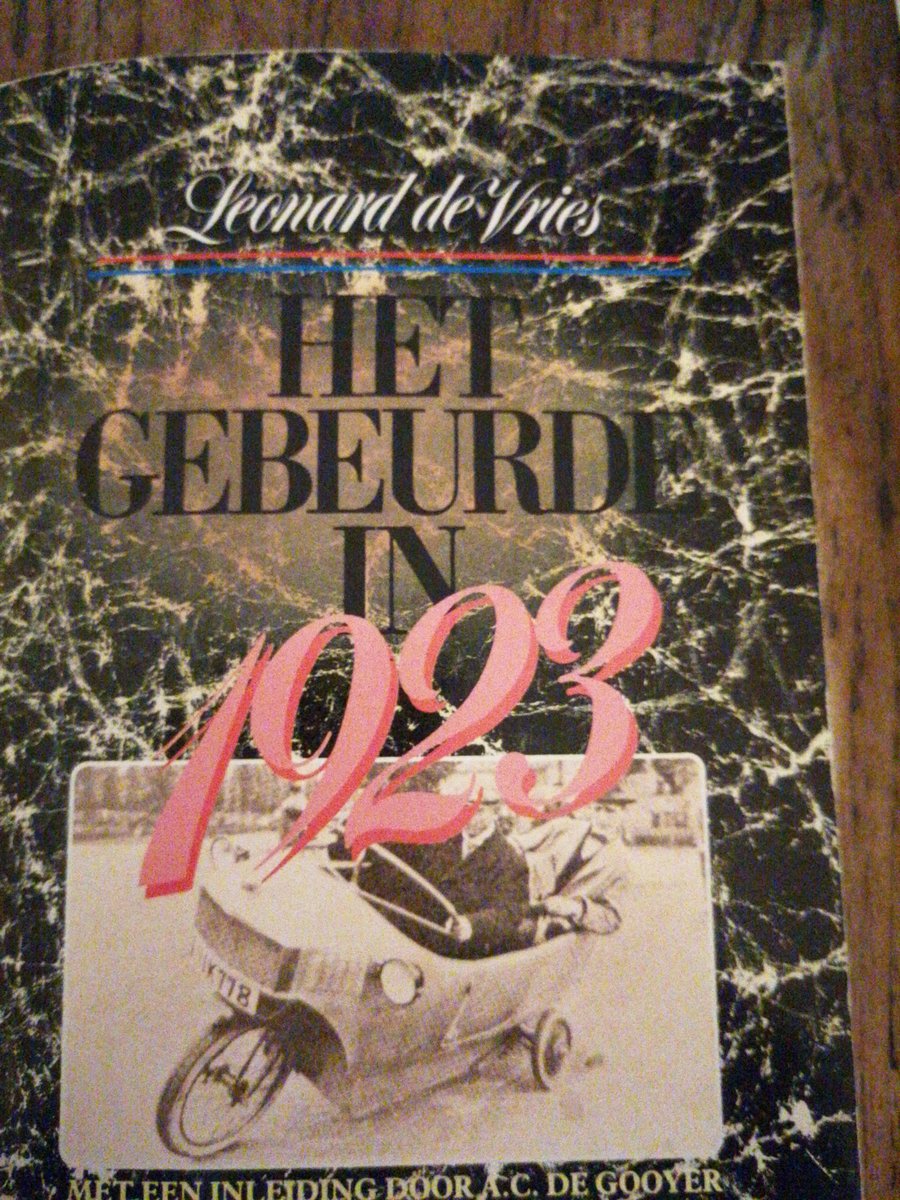 Leonard de Vries
HET
GEBEURDE
IN
1923
MET EEN INLEIDING DOOR A.C. DE GOOYER